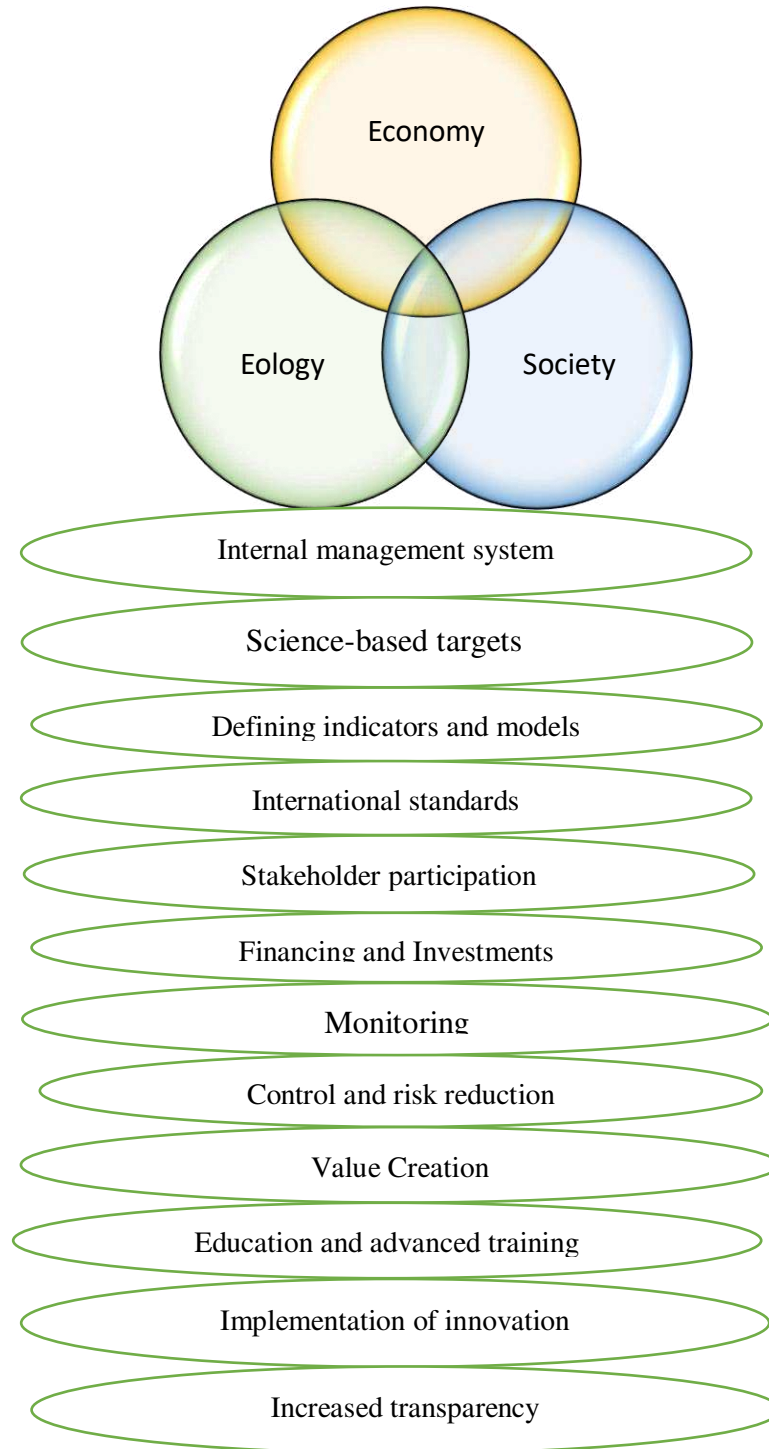 Economy
Eology
Society
Internal management system
Science-based targets
Defining indicators and models
International standards
Stakeholder participation
Financing and Investments
Monitoring
Control and risk reduction
Value Creation
Education and advanced training
Implementation of innovation
Increased transparency